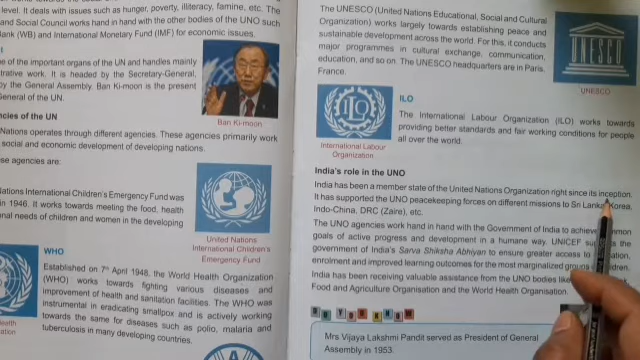 It deals with issues such as hunger, poverty, illiteracy, famine, etc. The
and Social Council works hand in hand with the other bodies of the UNO such
Bank (WB) and International Monetary Fund (IMF) for economic issues.
of the important organs of the UN and handles mainly
trative work. It is headed by the Secretary-General,
by the General Assembly. Ban Ki-moon is the present
General of the UN.
Ban Ki-moon
ncies of the UN
Nations operates through different agencies. These agencies primarily work
social and economic development of developing nations.
se agencies are:
Nations International Children's Emergency Fund was
in 1946. It works towards meeting the food, health
onal needs of children and women in the developing
United Nations
International Children's
Emergency Fund
WHO
Established on 7th April 1948, the World Health Organization
(WHO) works towards fighting various diseases and
improvement of health and sanitation facilities. The WHO was
instrumental in eradicating smallpox and is actively working
towards the same for diseases such as polio, malaria and
tuberculosis in many developing countries.
Health
The UNESCO (United Nations Educational, Social and Cultural
Organization) works largely towards establishing peace and
sustainable development across the world. For this, it conducts
major programmes in cultural exchange, communication,
education, and so on. The UNESCO headquarters are in Paris,
France.
UNESCO
ILO
The International Labour Organization (ILO) works towards
providing better standards and fair working conditions for people
all over the world.
ILO
International Labour
Organization
India's role in the UNO
India has been a member state of the United Nations Organization right since its inception.
It has supported the UNO peacekeeping forces on different missions to Sri Lanka, Korea,
Indo-China, DRC (Zaire), etc.
The UNO agencies work hand in hand with the Government of India to achieve
goals of active progress and development in a humane way. UNICEF
government of India's Sarva Shiksha Abhiyan to ensure greater access to
enrolment and improved learning outcomes for the most marginalized groups
India has been receiving valuable assistance from the UNO bodies
Food and Agriculture Organisation and the World Health Organisation.
Mrs Vijaya Lakshmi Pandit served as President of General
Assembly in 1953.